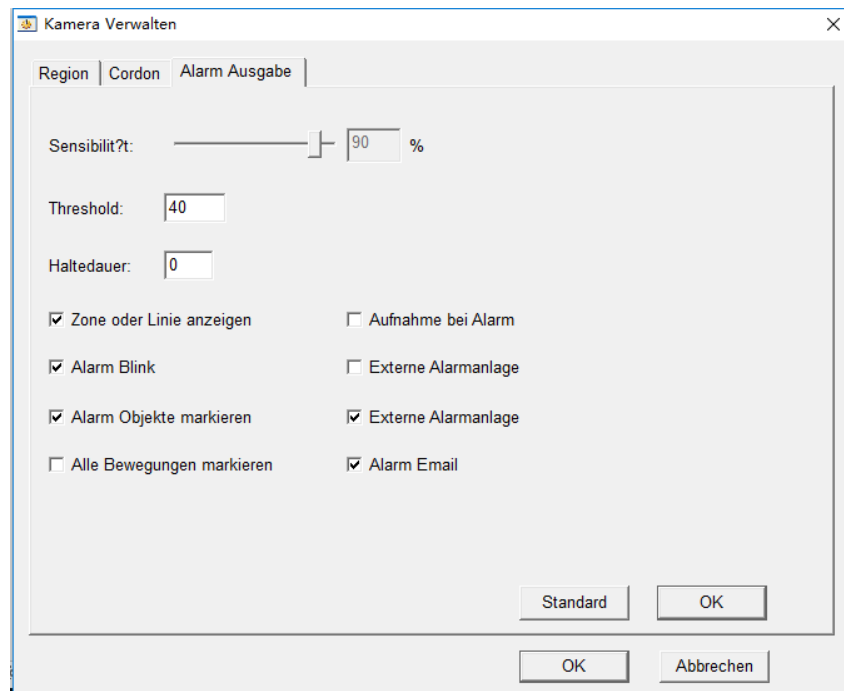 Kamera Verwalten
Region Cordon Alarm Ausgabe
Sensibilit?t: 90 %
Threshold: 40
Haltedauer: 0
Zone oder Linie anzeigen Aufnahme bei Alarm
Alarm Blink Externe Alarmanlage
Alarm Objekte markieren Externe Alarmanlage
Alle Bewegungen markieren Alarm Email
Standard OK
OK Abbrechen